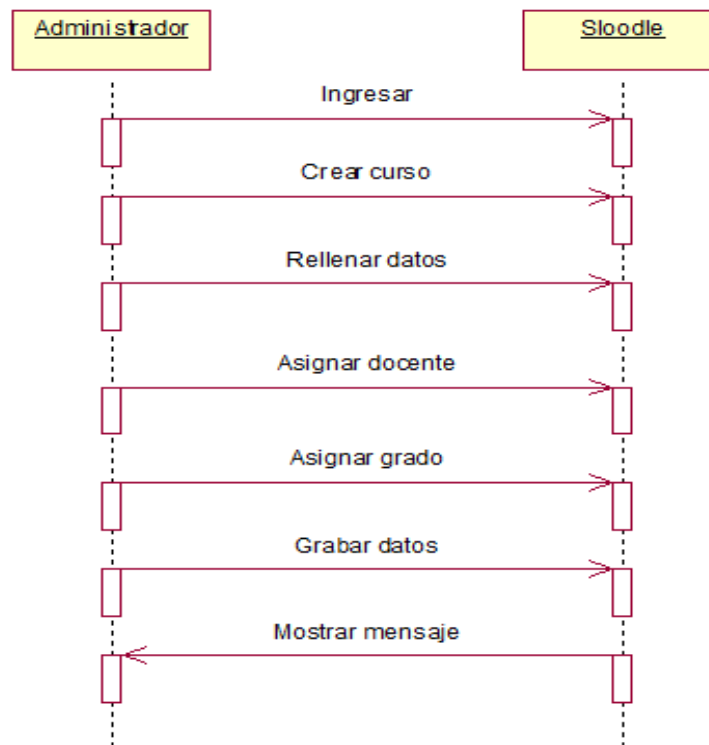 Administrador
Sloodle
Ingresar
Crear curso
Rellenar datos
Asignar docente
Asignar grado
Grabar datos
Mostrar mensaje